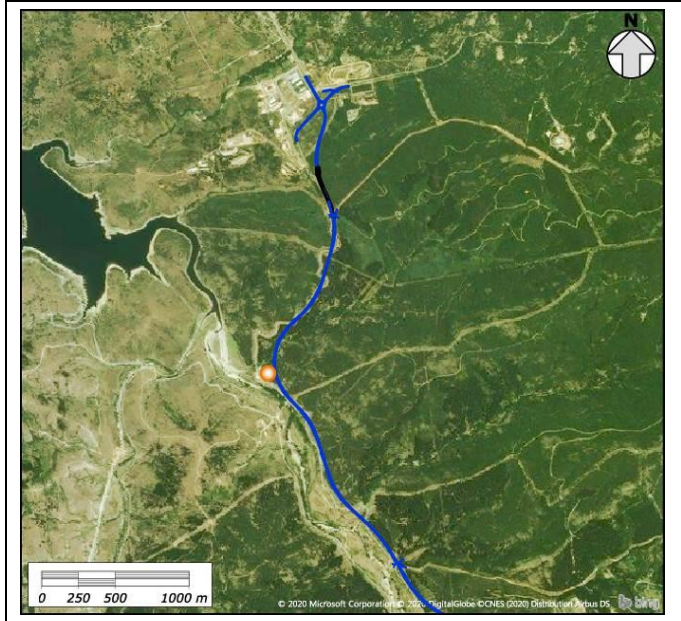 N
0 250 500 1000 m
© 2020 Microsoft Corporation © 2020 DigitalGlobe ©CNES (2020) Distribution Airbus DS
bing